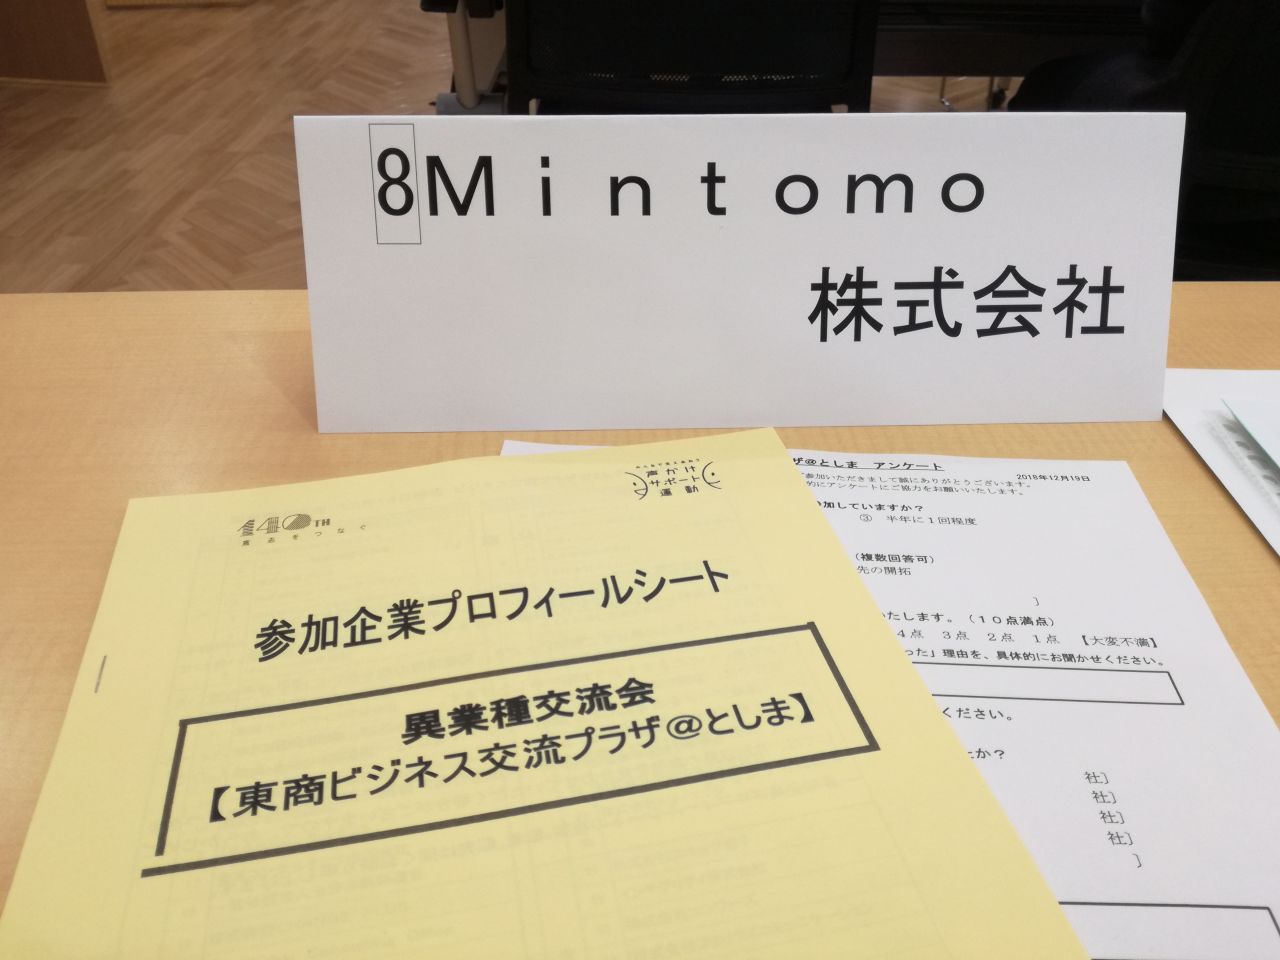 8 Mintomo
株式会社
声かけ
サポート
運動
140TH
参加企業プロフィールシート
異業種交流会
【東商ビジネス交流プラザ@としま】
ザ@としま アンケート
2018年12月19日
参加いただきまして誠にありがとうございます。
的にアンケートにご協力をお願いいたします。
加していますか?
③ 半年に1回程度
(複数回答可)
先の開拓
]
いたします。(10点満点)
4点 3点 2点 1点 【大変不満】
った」理由を、具体的にお聞かせください。
ください。
たか?
社]
社]
社]
社]
]